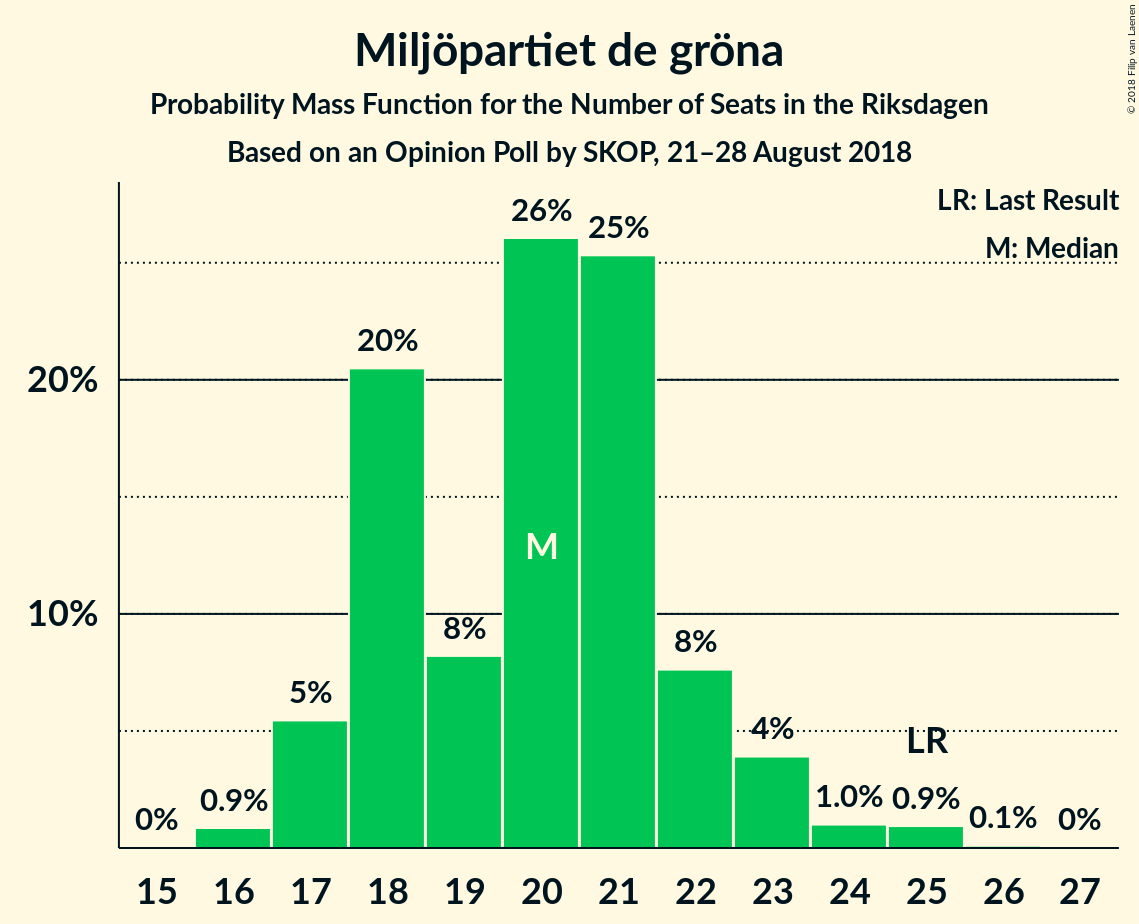 Miljöpartiet de gröna
Probability Mass Function for the Number of Seats in the Riksdagen
Based on an Opinion Poll by SKOP, 21–28 August 2018
© 2018 Filip van Laenen
LR: Last Result
M: Median
26%
25%
20%
20%
M
10%
8%
8%
5%
4%
LR
0.9%
1.0%
0.9%
0%
0.1%
0%
15 16 17 18 19 20 21 22 23 24 25 26 27